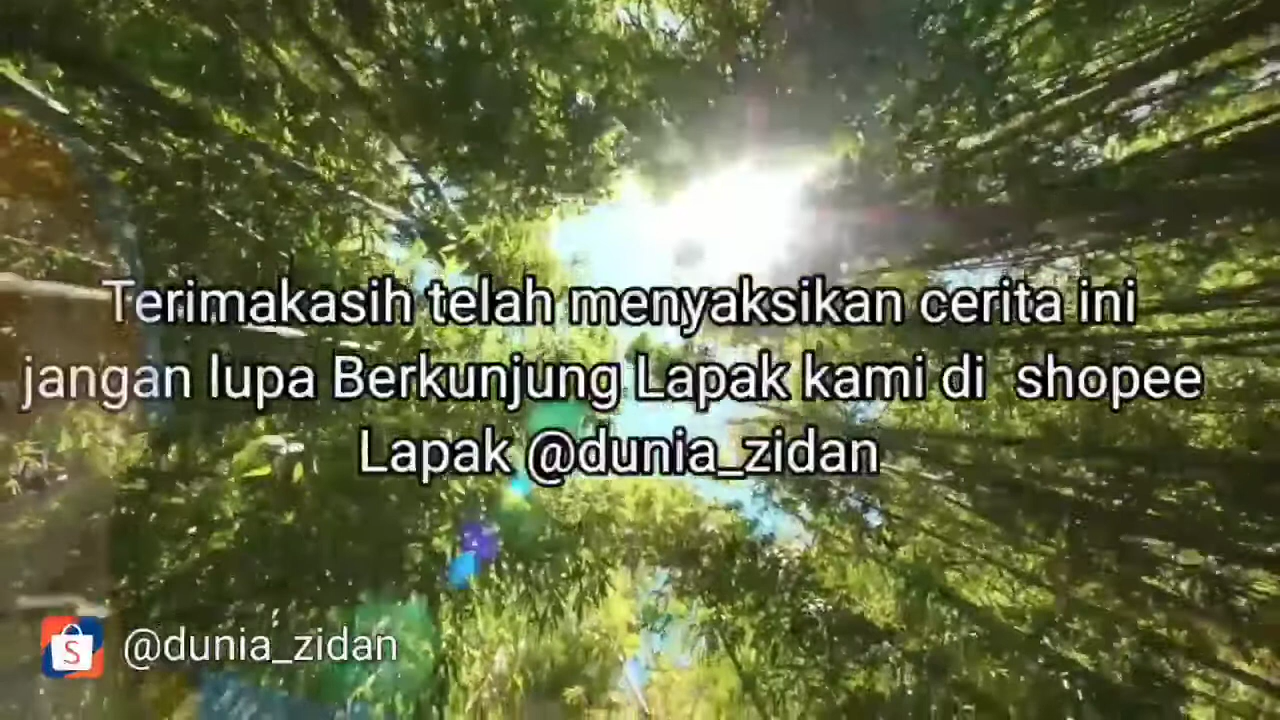 Terimakasih telah menyaksikan cerita ini
jangan lupa Berkunjung Lapak kami di shopee
Lapak @dunia_zidan
S
@dunia_zidan